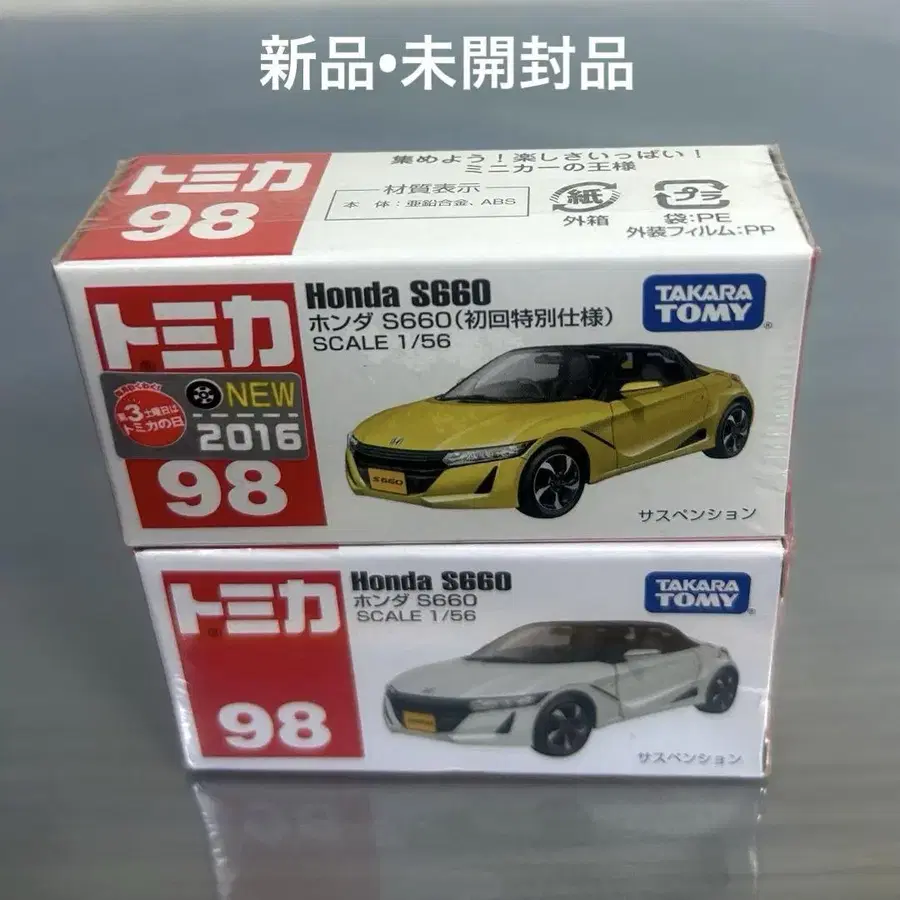 新品•未開封品
トミカ
98
集めよう!楽しさいっぱい!
ミニカーの王様
材質表示
本 体:亜鉛合金、ABS
紙
外箱
プラ
袋:PE
外装フィルム:PP
トミカ
Honda S660
ホンダ S660(初回特別仕様)
SCALE 1/56
TAKARA
TOMY
第3土曜日は
トミカの日
NEW
2016
98
S660
サスペンション
トミカ
98
Honda S660
ホンダ S660
SCALE 1/56
TAKARA
TOMY
サスペンション